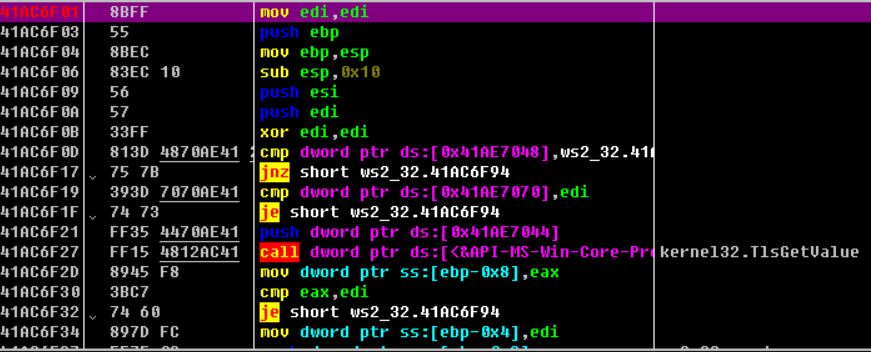 41AC6F01 8BFF mov edi,edi
41AC6F03 55 push ebp
41AC6F04 8BEC mov ebp,esp
41AC6F06 83EC 10 sub esp,0x10
41AC6F09 56 push esi
41AC6F0A 57 push edi
41AC6F0B 33FF xor edi,edi
41AC6F0D 813D 4870AE41 cmp dword ptr ds:[0x41AE7048],ws2_32.41
41AC6F17 75 7B jnz short ws2_32.41AC6F94
41AC6F19 393D 7070AE41 cmp dword ptr ds:[0x41AE7070],edi
41AC6F1F 74 73 je short ws2_32.41AC6F94
41AC6F21 FF35 4470AE41 push dword ptr ds:[0x41AE7044]
41AC6F27 FF15 4812AC41 call dword ptr ds:[<&API-MS-Win-Core-Pr kernel32.TlsGetValue
41AC6F2D 8945 F8 mov dword ptr ss:[ebp-0x8],eax
41AC6F30 3BC7 cmp eax,edi
41AC6F32 74 60 je short ws2_32.41AC6F94
41AC6F34 897D FC mov dword ptr ss:[ebp-0x4],edi